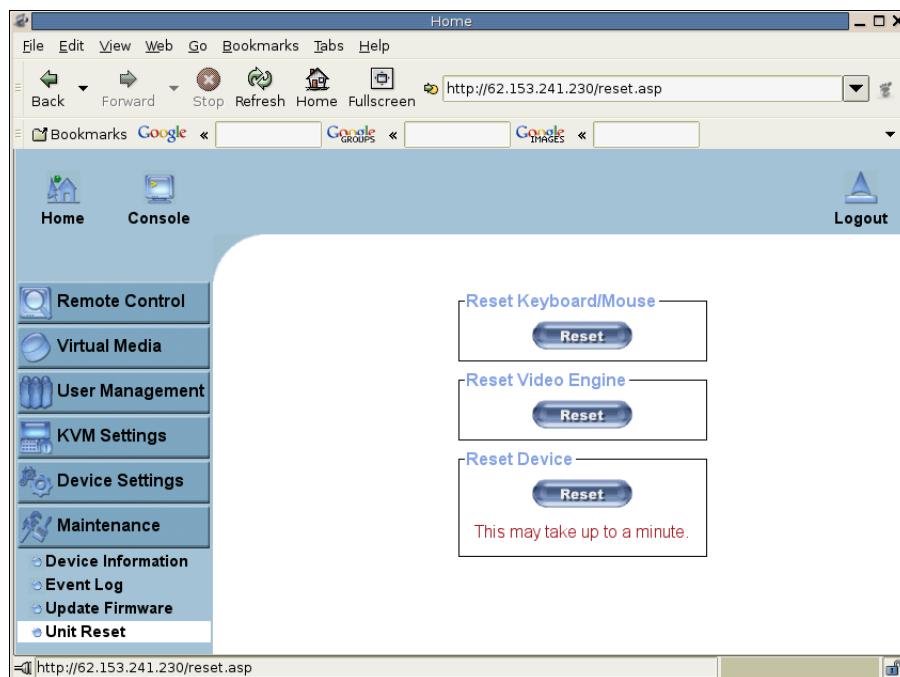 Home
File Edit View Web Go Bookmarks Tabs Help
Back Forward Stop Refresh Home Fullscreen http://62.153.241.230/reset.asp
Bookmarks Google « Google GROUPS « Google IMAGES «
Home Console Logout
Remote Control
Virtual Media
User Management
KVM Settings
Device Settings
Maintenance
Device Information
Event Log
Update Firmware
Unit Reset
Reset Keyboard/Mouse
Reset
Reset Video Engine
Reset
Reset Device
Reset
This may take up to a minute.
http://62.153.241.230/reset.asp